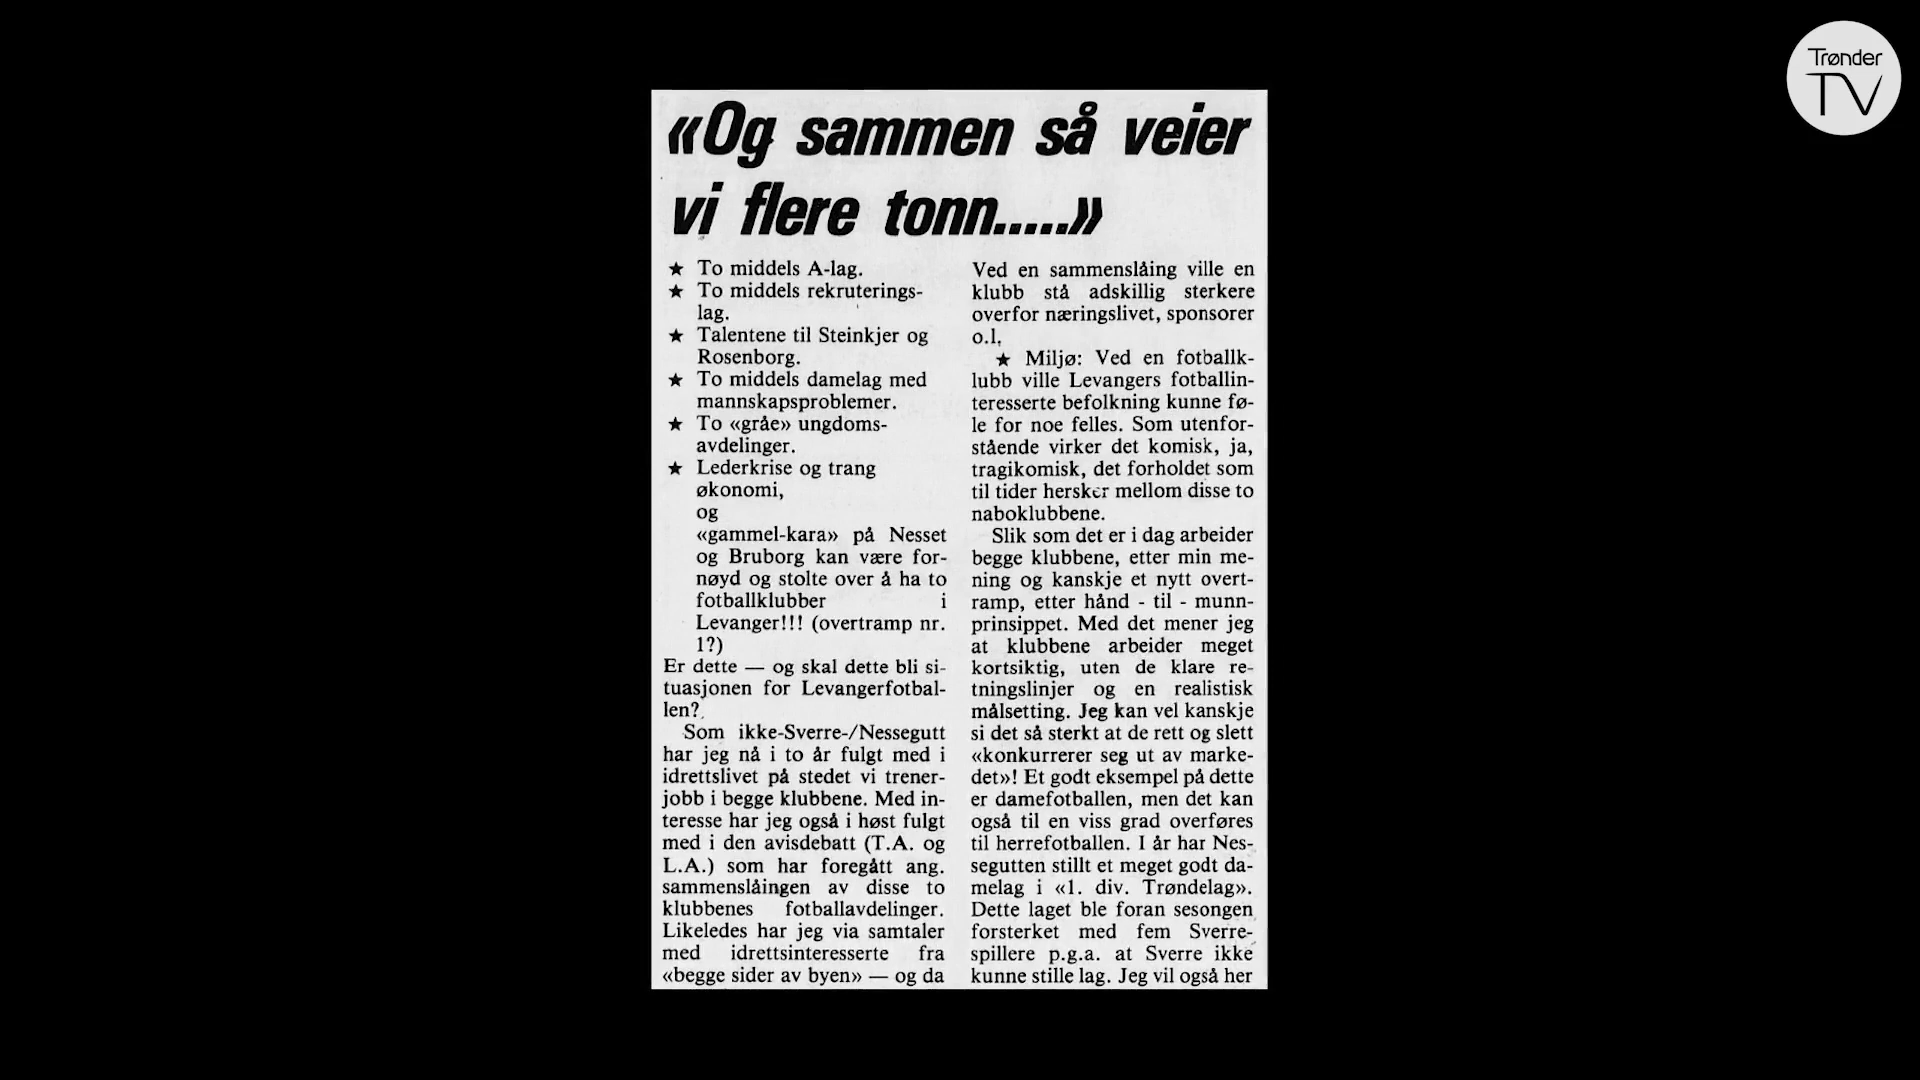 Trønder
TV
«Og sammen så veier
vi flere tonn.....»
★ To middels A-lag.
★ To middels rekruterings-
lag.
★ Talentene til Steinkjer og
Rosenborg.
★ To middels damelag med
mannskapsproblemer.
★ To «gråe» ungdoms-
avdelinger.
★ Lederkrise og trang
økonomi,
og
«gammel-kara» på Nesset
og Bruborg kan være for-
nøyd og stolte over å ha to
fotballklubber i
Levanger!!! (overtramp nr.
1?)
Er dette — og skal dette bli si-
tuasjonen for Levangerfotbal-
len?
Som ikke-Sverre-/Nessegutt
har jeg nå i to år fulgt med i
idrettslivet på stedet vi trener-
jobb i begge klubbene. Med in-
teresse har jeg også i høst fulgt
med i den avisdebatt (T.A. og
L.A.) som har foregått ang.
sammenslåingen av disse to
klubbenes fotballavdelinger.
Likeledes har jeg via samtaler
med idrettsinteresserte fra
«begge sider av byen» — og da
Ved en sammenslåing ville en
klubb stå adskillig sterkere
overfor næringslivet, sponsorer
o.l.
★ Miljø: Ved en fotballk-
lubb ville Levangers fotballin-
teresserte befolkning kunne fø-
le for noe felles. Som utenfor-
stående virker det komisk, ja,
tragikomisk, det forholdet som
til tider hersker mellom disse to
naboklubbene.
Slik som det er i dag arbeider
begge klubbene, etter min me-
ning og kanskje et nytt overt-
ramp, etter hånd - til - munn-
prinsippet. Med det mener jeg
at klubbene arbeider meget
kortsiktig, uten de klare re-
tningslinjer og en realistisk
målsetting. Jeg kan vel kanskje
si det så sterkt at de rett og slett
«konkurrerer seg ut av marke-
det»! Et godt eksempel på dette
er damefotballen, men det kan
også til en viss grad overføres
til herrefotballen. I år har Nes-
segutten stillt et meget godt da-
melag i «1. div. Trøndelag».
Dette laget ble foran sesongen
forsterket med fem Sverre-
spillere p.g.a. at Sverre ikke
kunne stille lag. Jeg vil også her